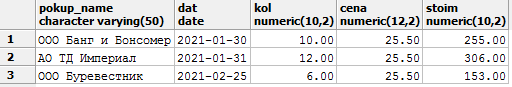 pokup_name dat kol cena stoim
character varying(50) date numeric(10,2) numeric(12,2) numeric(10,2)
1 ООО Банг и Бонсомер 2021-01-30 10.00 25.50 255.00
2 АО ТД Империал 2021-01-31 12.00 25.50 306.00
3 ООО Буревестник 2021-02-25 6.00 25.50 153.00